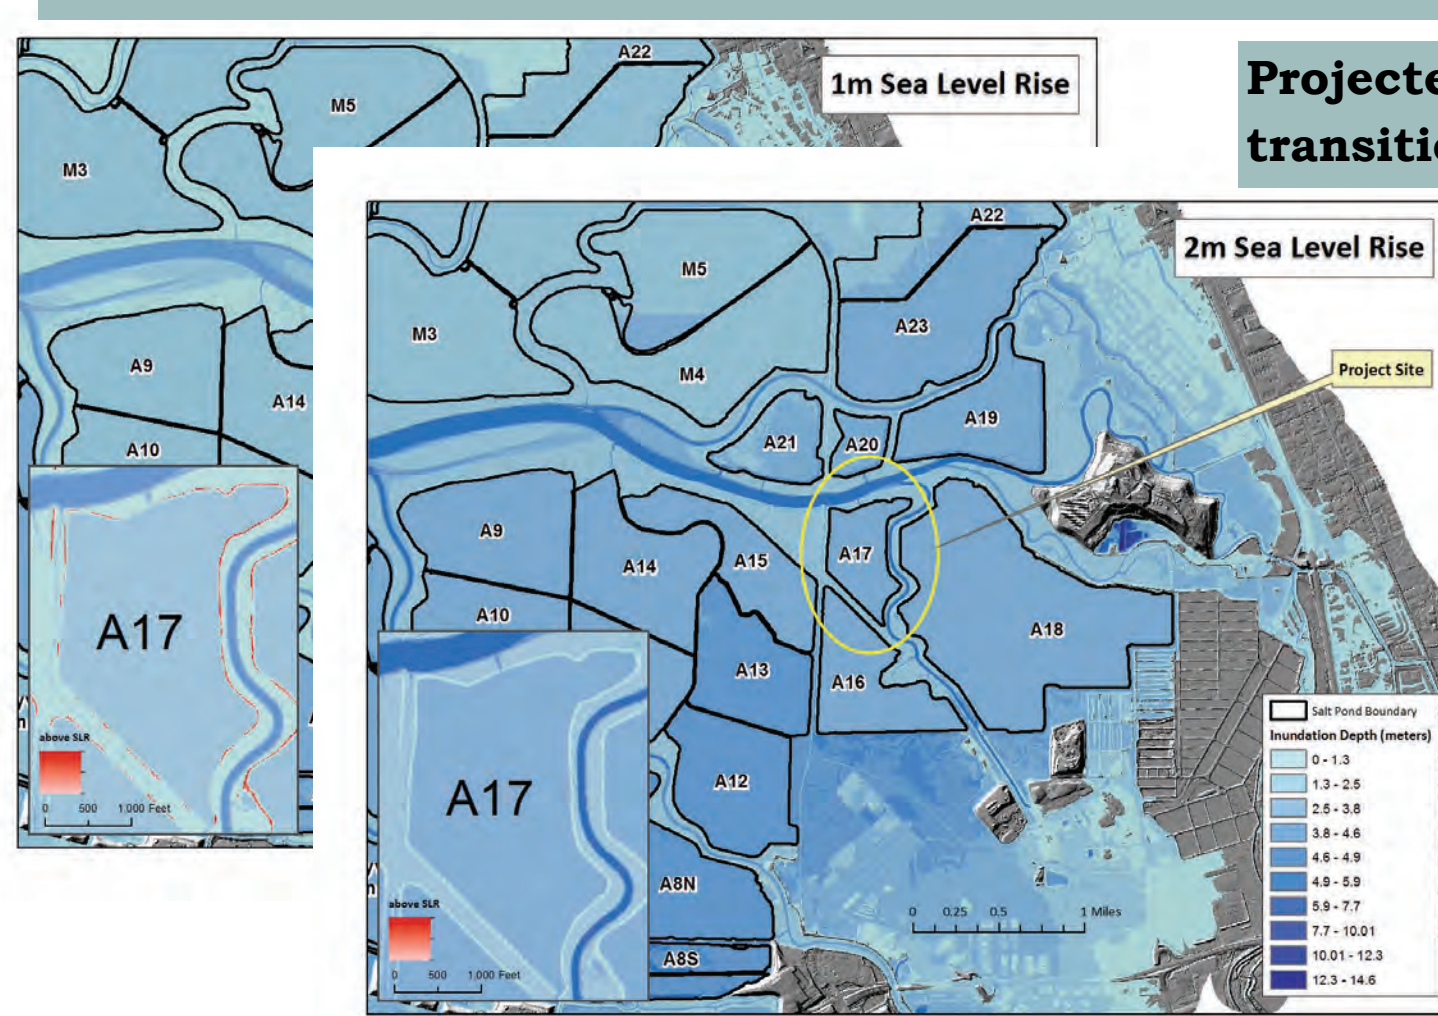 A22
1m Sea Level Rise
M5
M3
A9
A14
A10
A17
above SLR
0 500 1,000 Feet
Projecte
transitio
A22
2m Sea Level Rise
M5
A23
M3
Project Site
M4
A19
A21
A20
A9
A17
A15
A14
A10
A18
A13
A16
A12
A17
A8N
above SLR
A8S
0 500 1,000 Feet
0 0.25 0.5 1 Miles
Salt Pond Boundary
Inundation Depth (meters)
0 - 1.3
1.3 - 2.5
2.5 - 3.8
3.8 - 4.6
4.6 - 4.9
4.9 - 5.9
5.9 - 7.7
7.7 - 10.01
10.01 - 12.3
12.3 - 14.6